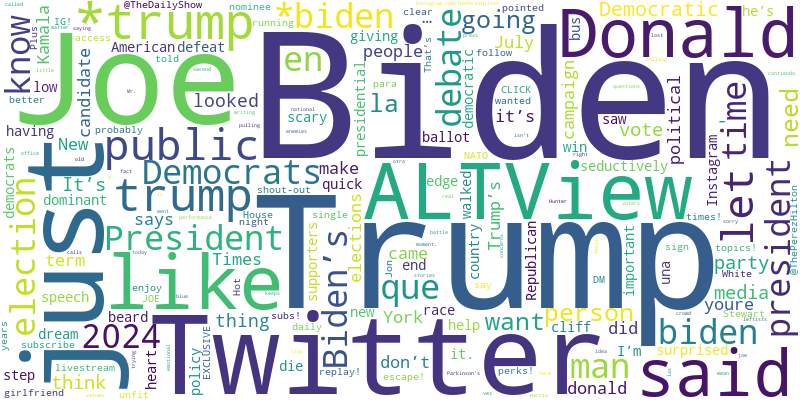 @TheDailyShow
*trump
*biden
Joe
Biden
Donald
know
nominee
running
access
IG!
Plus
Kamala
American
defeat
told
candidate
low
better
having
looked
giving
people
en
scary
la
para
presidential
debate
going
July
clear
follow
pointed
That's
democratic
Democratic
CLICK
wanted
it's
ballot
campaign
bus
he's
saw
vote
win
political
need
time
let
Instagram
public
probably
just
democrats
New
Democrats
It's
dominant
trump
says
make
quick
shout-out
edge
walked
ALTView
seductively
NATO
House
night
single
times!
sign
topics!
president
@ThePerezHilton
election
President
Times
like
Trump
que
came
end
Jon
country
Trump's
Republican
important
una
DM
say
party
White
media
Stewart
supporters
elections
term
speech
JOE
enjoy
beard
2024
Hot
Biden's
new
York
race
want
person
did
biden
youre
surprised
I'm
dream
subscribe
thing
subs!
daily
help
cliff
don't
it.
man
donald
said
years
step
livestream
think
heart
policy
EXCLUSIVE
die
replay!
escape!
perks!
girlfriend
unfit
Twitter
Mr.
Hunter
Parkinson's
Harris